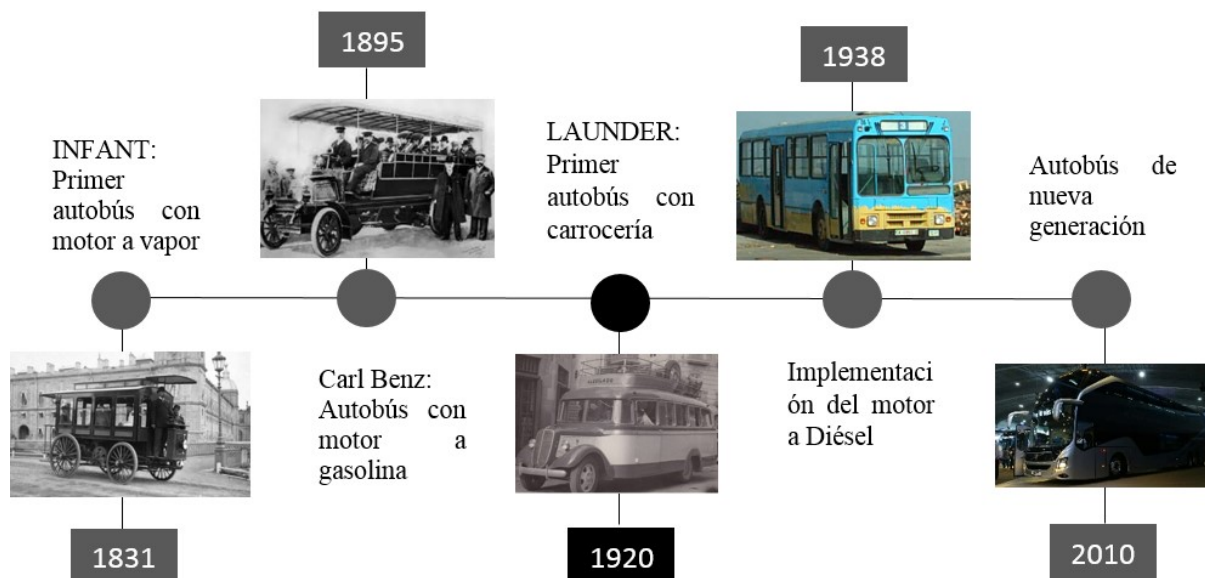 1895
1938
INFANT:
Primer
autobús con
motor a vapor
LAUNDER:
Primer
autobús con
carrocería
Autobús de
nueva
generación
3
Carl Benz:
Autobús con
motor a
gasolina
Implementaci
ón del motor
a Diésel
1831
1920
2010